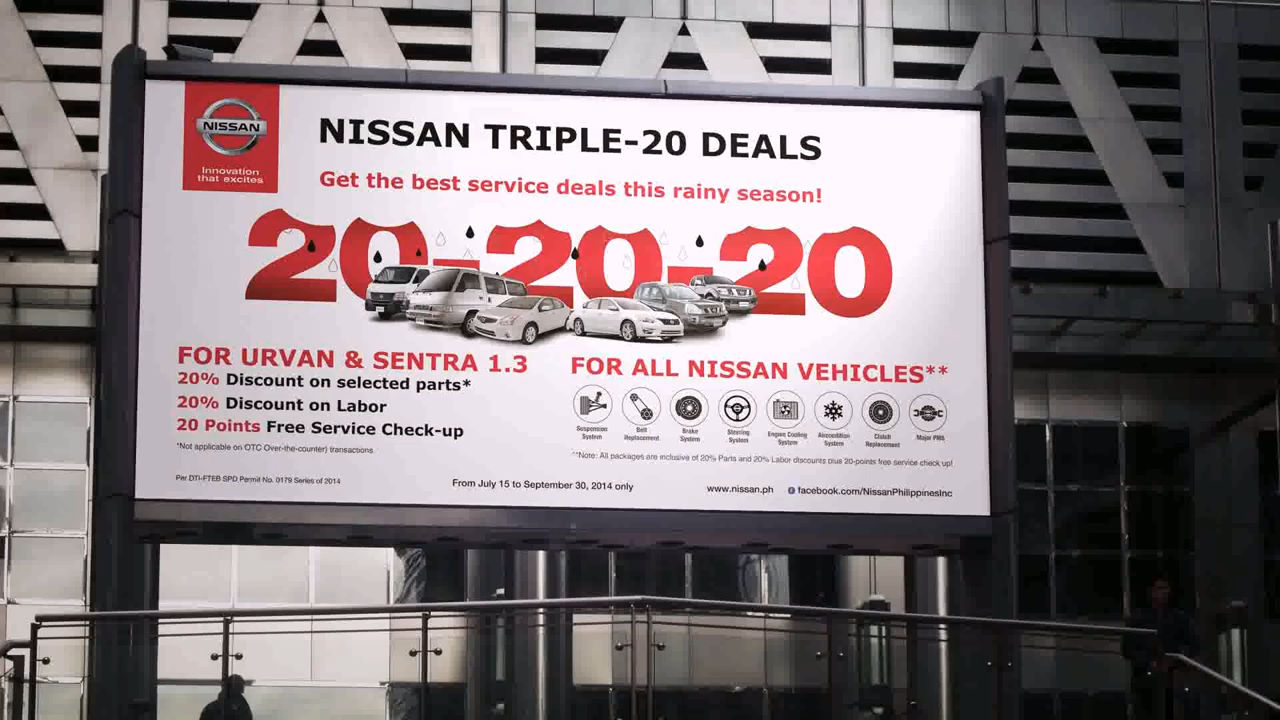 NISSAN
Innovation
that excites
NISSAN TRIPLE-20 DEALS
Get the best service deals this rainy season!
20-20-20
FOR URVAN & SENTRA 1.3
20% Discount on selected parts*
20% Discount on Labor
20 Points Free Service Check-up
*Not applicable on OTC Over-the-counter) transactions.
FOR ALL NISSAN VEHICLES**
Suspension System
Belt Replacement
Brake System
Steering System
Engine Cooling System
Aircondition System
Clutch Replacement
Major PMS
**Note: All packages are inclusive of 20% Parts and 20% Labor discounts plus 20-points free service check up!
Per DTI-FTEB SPD Permit No. 0179 Series of 2014
From July 15 to September 30, 2014 only
www.nissan.ph
f facebook.com/NissanPhilippinesInc